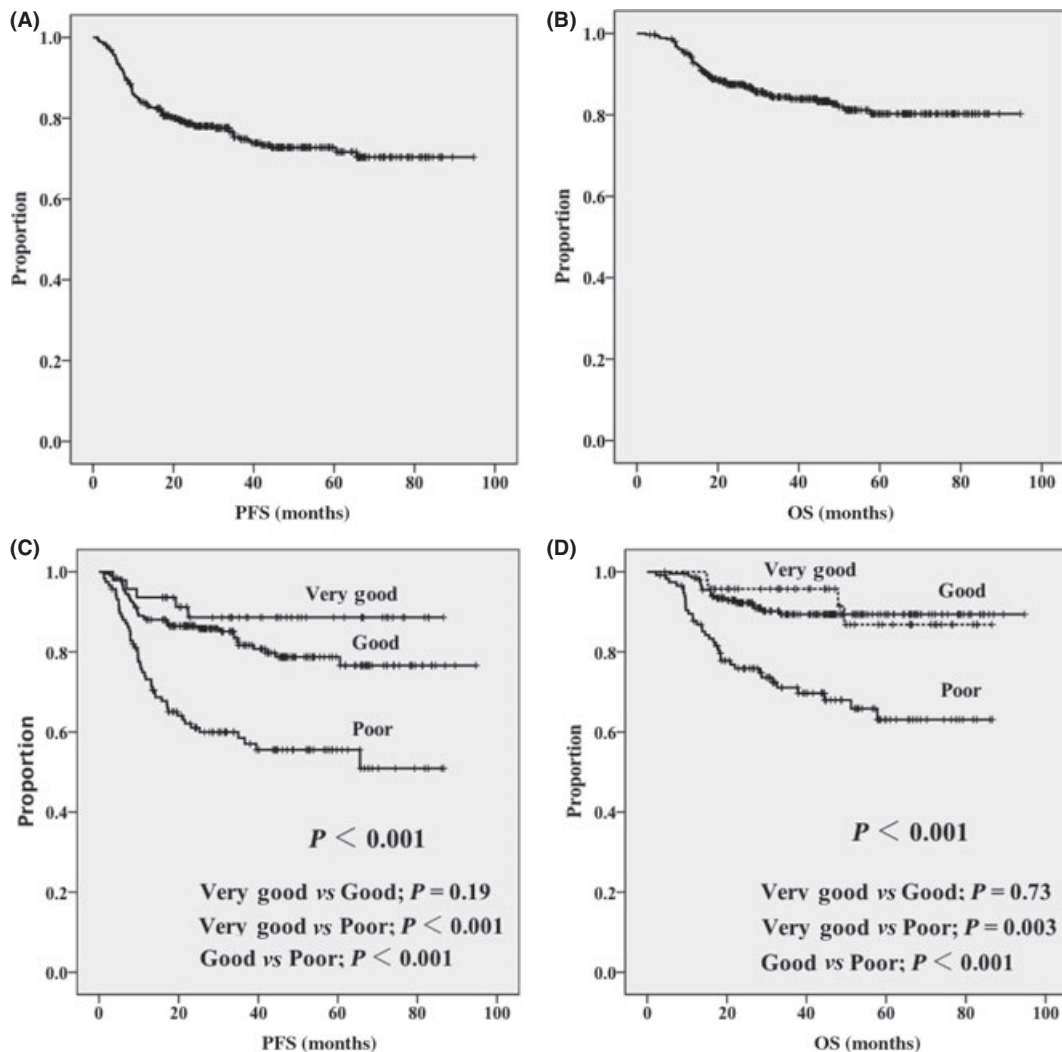 (A)
1.0
0.8
0.6
0.4
0.2
0.0
Proportion
0 20 40 60 80 100
PFS (months)
(B)
1.0
0.8
0.6
0.4
0.2
0.0
Proportion
0 20 40 60 80 100
OS (months)
(C)
1.0
0.8
0.6
0.4
0.2
0.0
Proportion
Very good
Good
Poor
P < 0.001
Very good vs Good; P = 0.19
Very good vs Poor; P < 0.001
Good vs Poor; P < 0.001
0 20 40 60 80 100
PFS (months)
(D)
1.0
0.8
0.6
0.4
0.2
0.0
Proportion
Very good
Good
Poor
P < 0.001
Very good vs Good; P = 0.73
Very good vs Poor; P = 0.003
Good vs Poor; P < 0.001
0 20 40 60 80 100
OS (months)